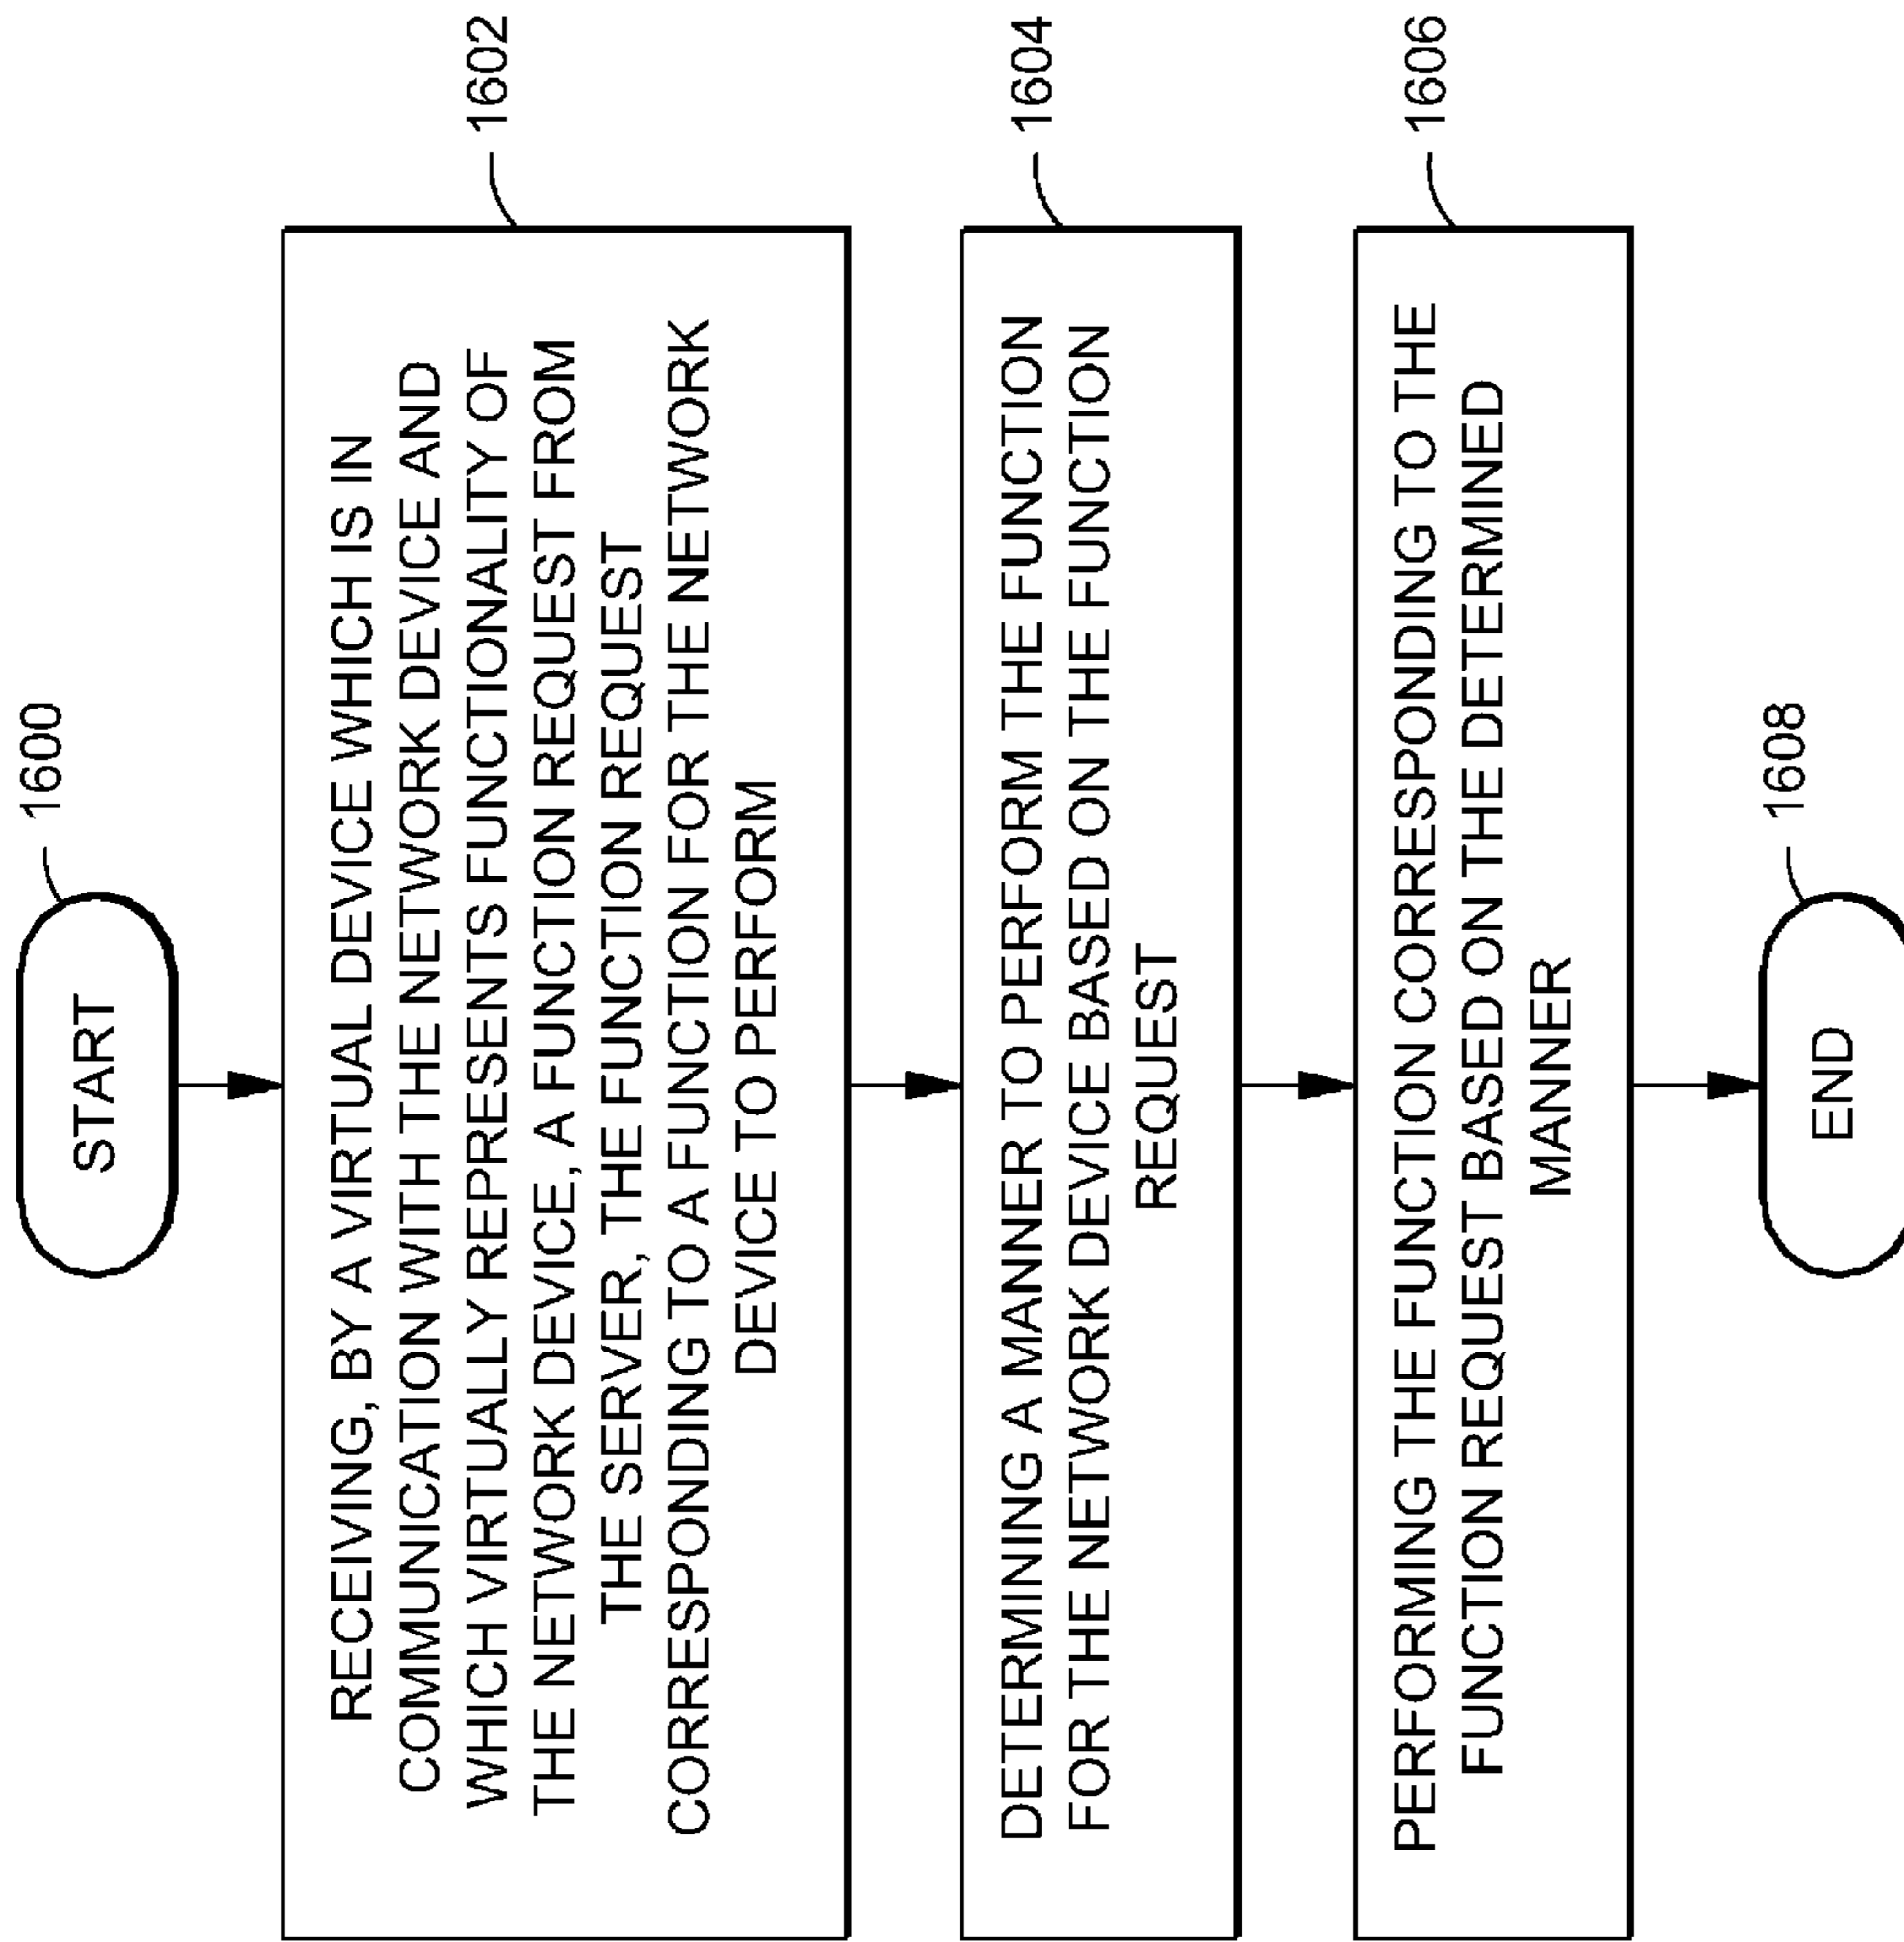 START
1600
RECEIVING, BY A VIRTUAL DEVICE WHICH IS IN
COMMUNICATION WITH THE NETWORK DEVICE AND
WHICH VIRTUALLY REPRESENTS FUNCTIONALITY OF
THE NETWORK DEVICE, A FUNCTION REQUEST FROM
THE SERVER, THE FUNCTION REQUEST
CORRESPONDING TO A FUNCTION FOR THE NETWORK
DEVICE TO PERFORM
1602
DETERMINING A MANNER TO PERFORM THE FUNCTION
FOR THE NETWORK DEVICE BASED ON THE FUNCTION
REQUEST
1604
PERFORMING THE FUNCTION CORRESPONDING TO THE
FUNCTION REQUEST BASED ON THE DETERMINED
MANNER
1606
END
1608